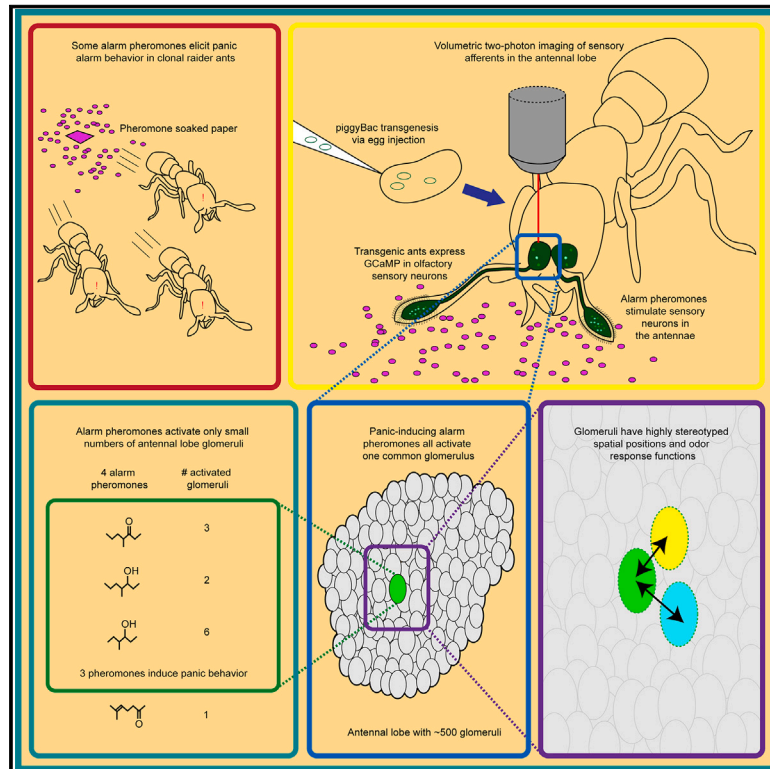 Some alarm pheromones elicit panic
alarm behavior in clonal raider ants
Pheromone soaked paper
!
!
!
Volumetric two-photon imaging of sensory
afferents in the antennal lobe
piggyBac transgenesis
via egg injection
Transgenic ants express
GCaMP in olfactory
sensory neurons
Alarm pheromones
stimulate sensory
neurons in
the antennae
Alarm pheromones activate only small
numbers of antennal lobe glomeruli
4 alarm
pheromones
# activated
glomeruli
O
3
OH
2
OH
6
3 pheromones induce panic behavior
O
1
Panic-inducing alarm
pheromones all activate
one common glomerulus
Antennal lobe with ~500 glomeruli
Glomeruli have highly stereotyped
spatial positions and odor
response functions